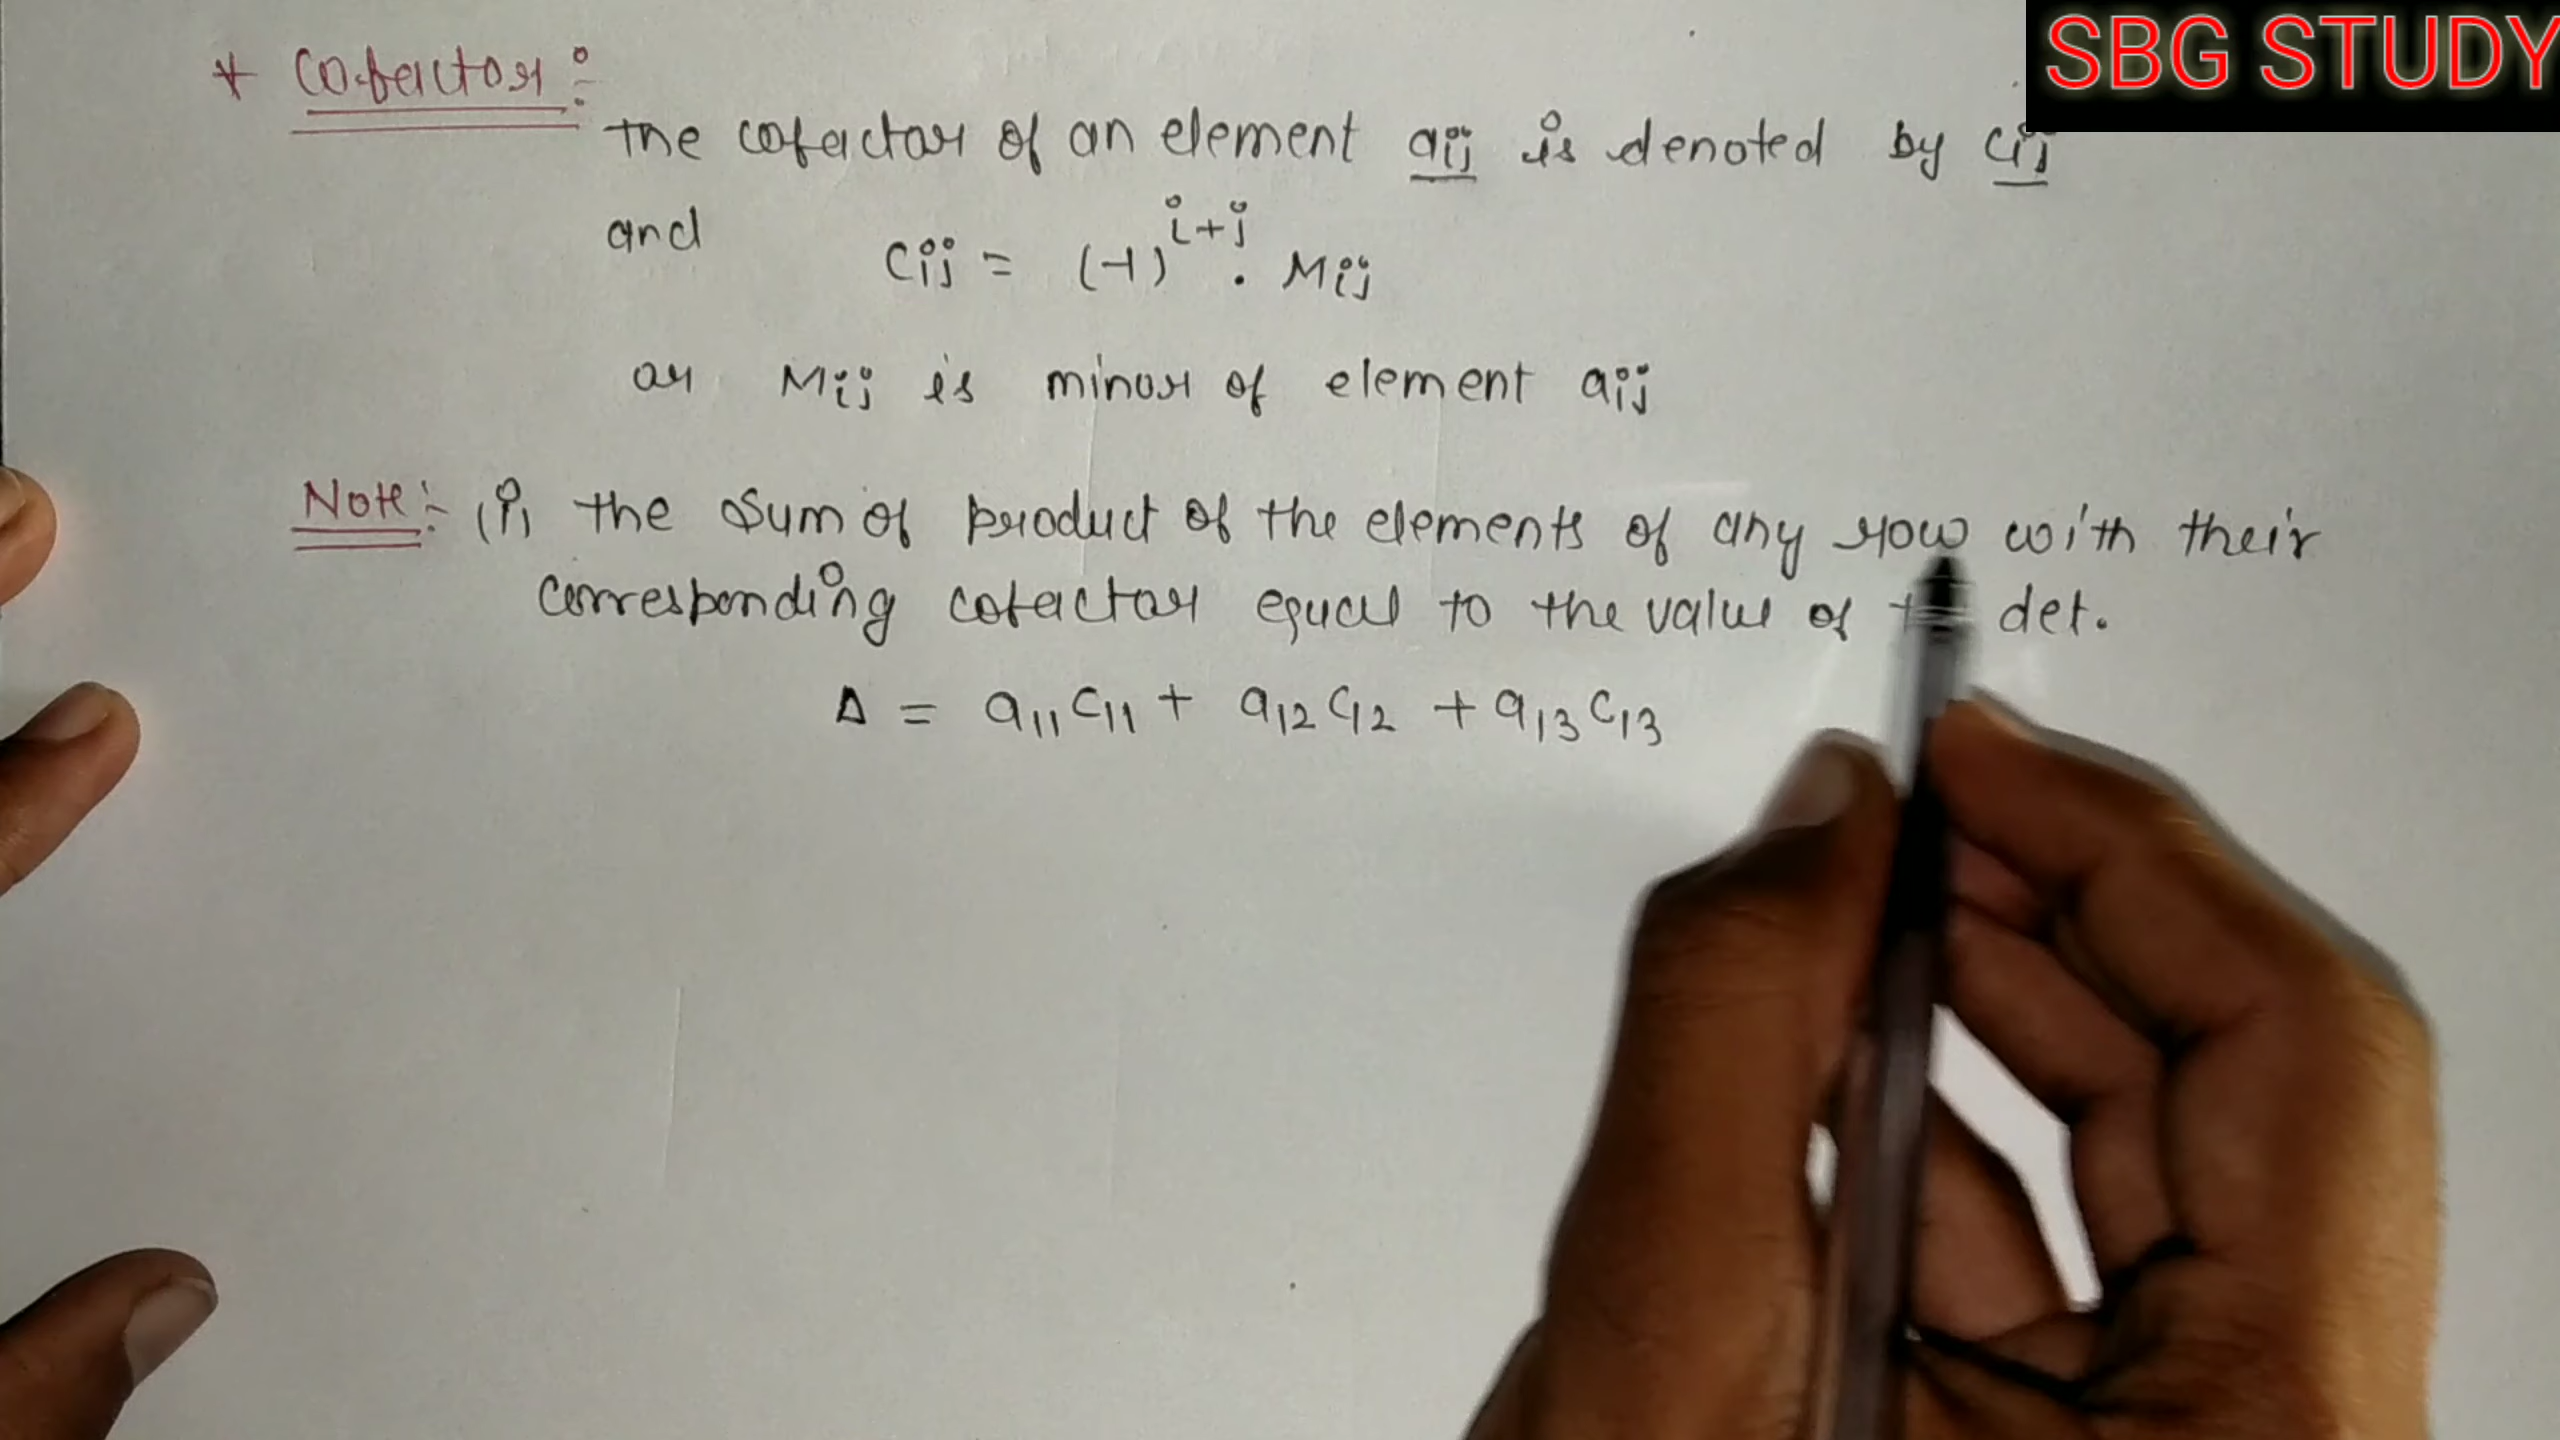 SBG STUDY
* Cofactor :-
The cofactor of an element aij is denoted by Cij
and Cij = (-1)^i+j . Mij
or Mij is minor of element aij
Note :- (i) the sum of product of the elements of any row with their
corresponding cofactor equal to the value of det.
Δ = a11 C11 + a12 C12 + a13 C13